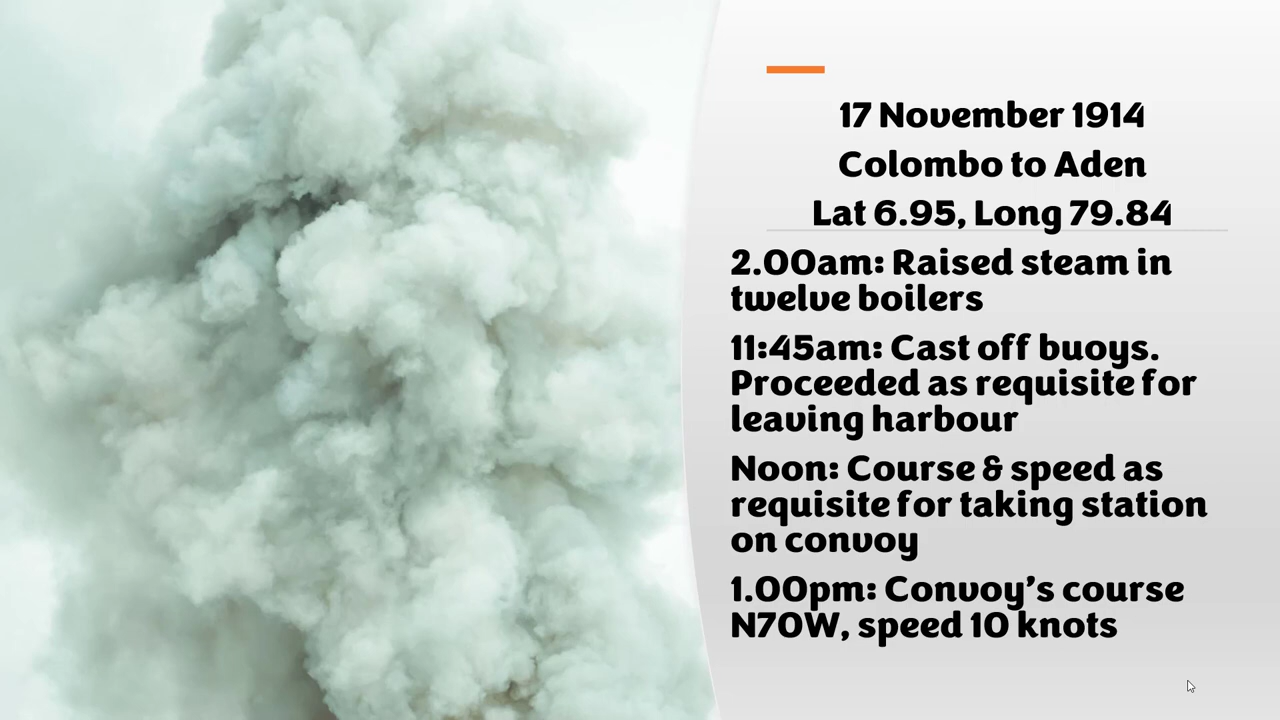 17 November 1914
Colombo to Aden
Lat 6.95, Long 79.84
2.00am: Raised steam in
twelve boilers
11:45am: Cast off buoys.
Proceeded as requisite for
leaving harbour
Noon: Course & speed as
requisite for taking station
on convoy
1.00pm: Convoy’s course
N70W, speed 10 knots